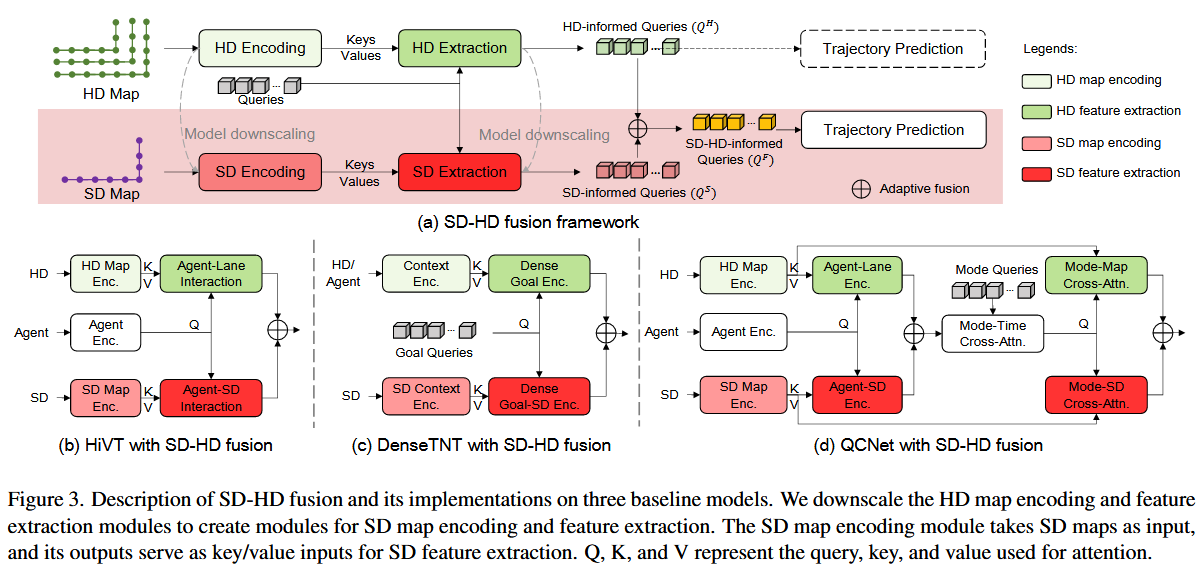 HD Map
HD Encoding
Keys
Values
HD Extraction
HD-informed Queries (Q^H)
Trajectory Prediction
Queries
Model downscaling
Model downscaling
SD Map
SD Encoding
Keys
Values
SD Extraction
SD-informed Queries (Q^S)
SD-HD-informed
Queries (Q^F)
Trajectory Prediction
Legends:
HD map encoding
HD feature extraction
SD map encoding
SD feature extraction
Adaptive fusion
(a) SD-HD fusion framework
HD
HD Map
Enc.
K
V
Agent-Lane
Interaction
Agent
Agent
Enc.
Q
SD
SD Map
Enc.
K
V
Agent-SD
Interaction
(b) HiVT with SD-HD fusion
HD/
Agent
Context
Enc.
K
V
Dense
Goal Enc.
Goal Queries
Q
SD
SD Context
Enc.
K
V
Dense
Goal-SD Enc.
(c) DenseTNT with SD-HD fusion
HD
HD Map
Enc.
K
V
Agent-Lane
Enc.
Mode Queries
Mode-Map
Cross-Attn.
Agent
Agent Enc.
Q
Mode-Time
Cross-Attn.
Q
SD
SD Map
Enc.
K
V
Agent-SD
Enc.
Mode-SD
Cross-Attn.
(d) QCNet with SD-HD fusion
Figure 3. Description of SD-HD fusion and its implementations on three baseline models. We downscale the HD map encoding and feature
extraction modules to create modules for SD map encoding and feature extraction. The SD map encoding module takes SD maps as input,
and its outputs serve as key/value inputs for SD feature extraction. Q, K, and V represent the query, key, and value used for attention.